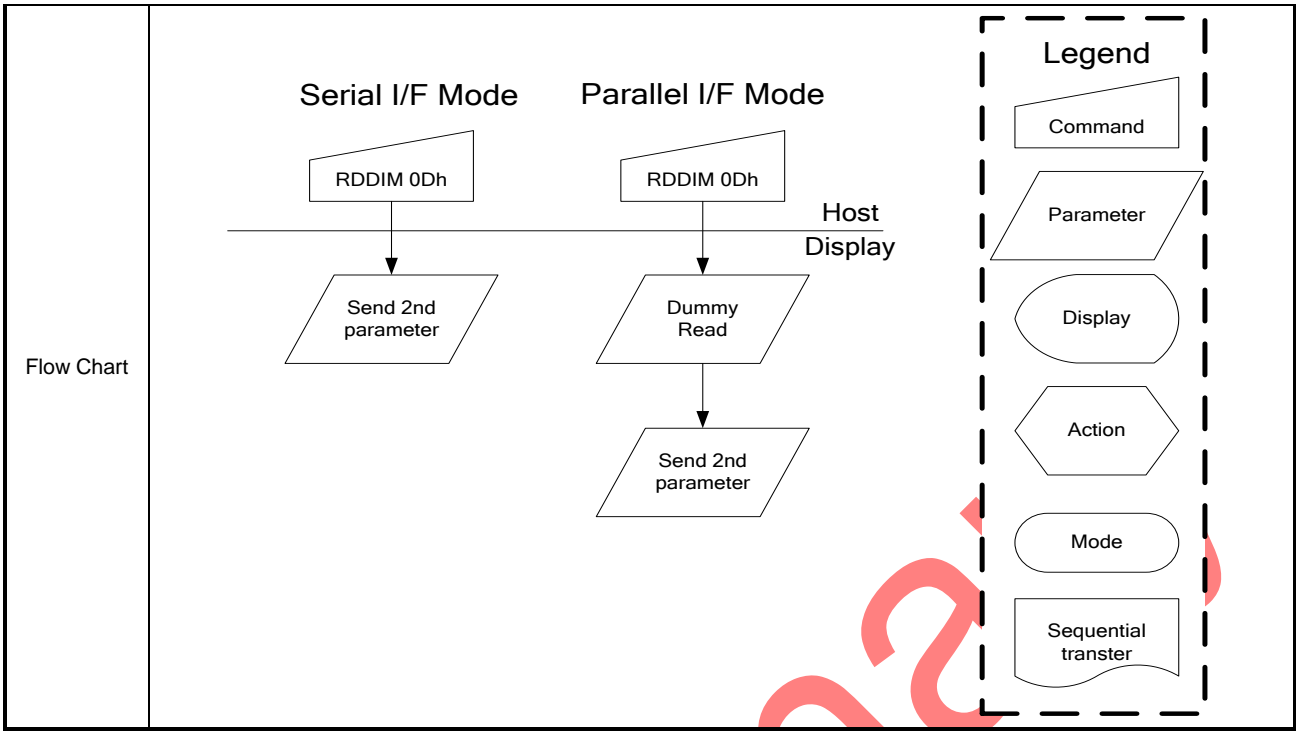 Flow Chart
Serial I/F Mode
RDDIM 0Dh
Send 2nd
parameter
Parallel I/F Mode
RDDIM 0Dh
Host
Display
Dummy
Read
Send 2nd
parameter
Legend
Command
Parameter
Display
Action
Mode
Sequential
transter